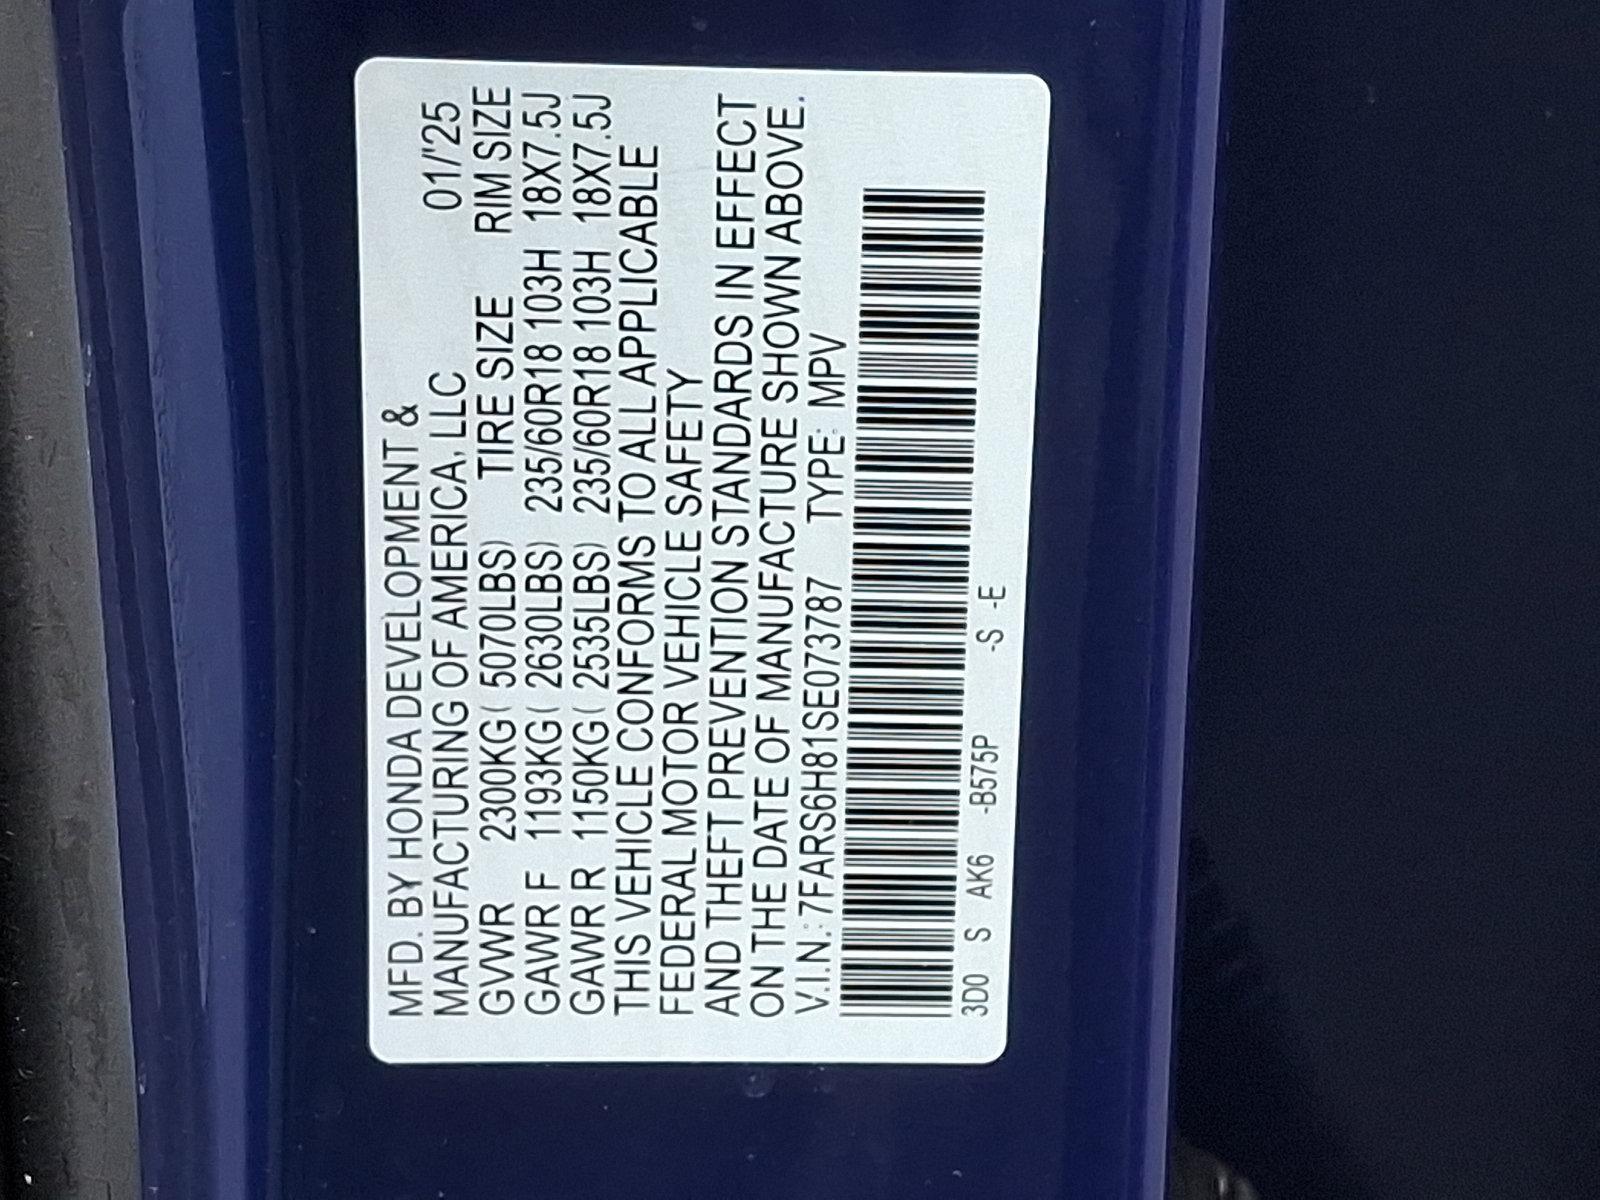 MFD. BY HONDA DEVELOPMENT &
MANUFACTURING OF AMERICA, LLC 01/'25
GVWR 2300KG( 5070LBS) TIRE SIZE RIM SIZE
GAWR F 1193KG( 2630LBS) 235/60R18 103H 18X7.5J
GAWR R 1150KG( 2535LBS) 235/60R18 103H 18X7.5J
THIS VEHICLE CONFORMS TO ALL APPLICABLE
FEDERAL MOTOR VEHICLE SAFETY
AND THEFT PREVENTION STANDARDS IN EFFECT
ON THE DATE OF MANUFACTURE SHOWN ABOVE.
V.I.N.: 7FARS6H81SE073787 TYPE: MPV
3D0 S AK6 -B575P -S -E